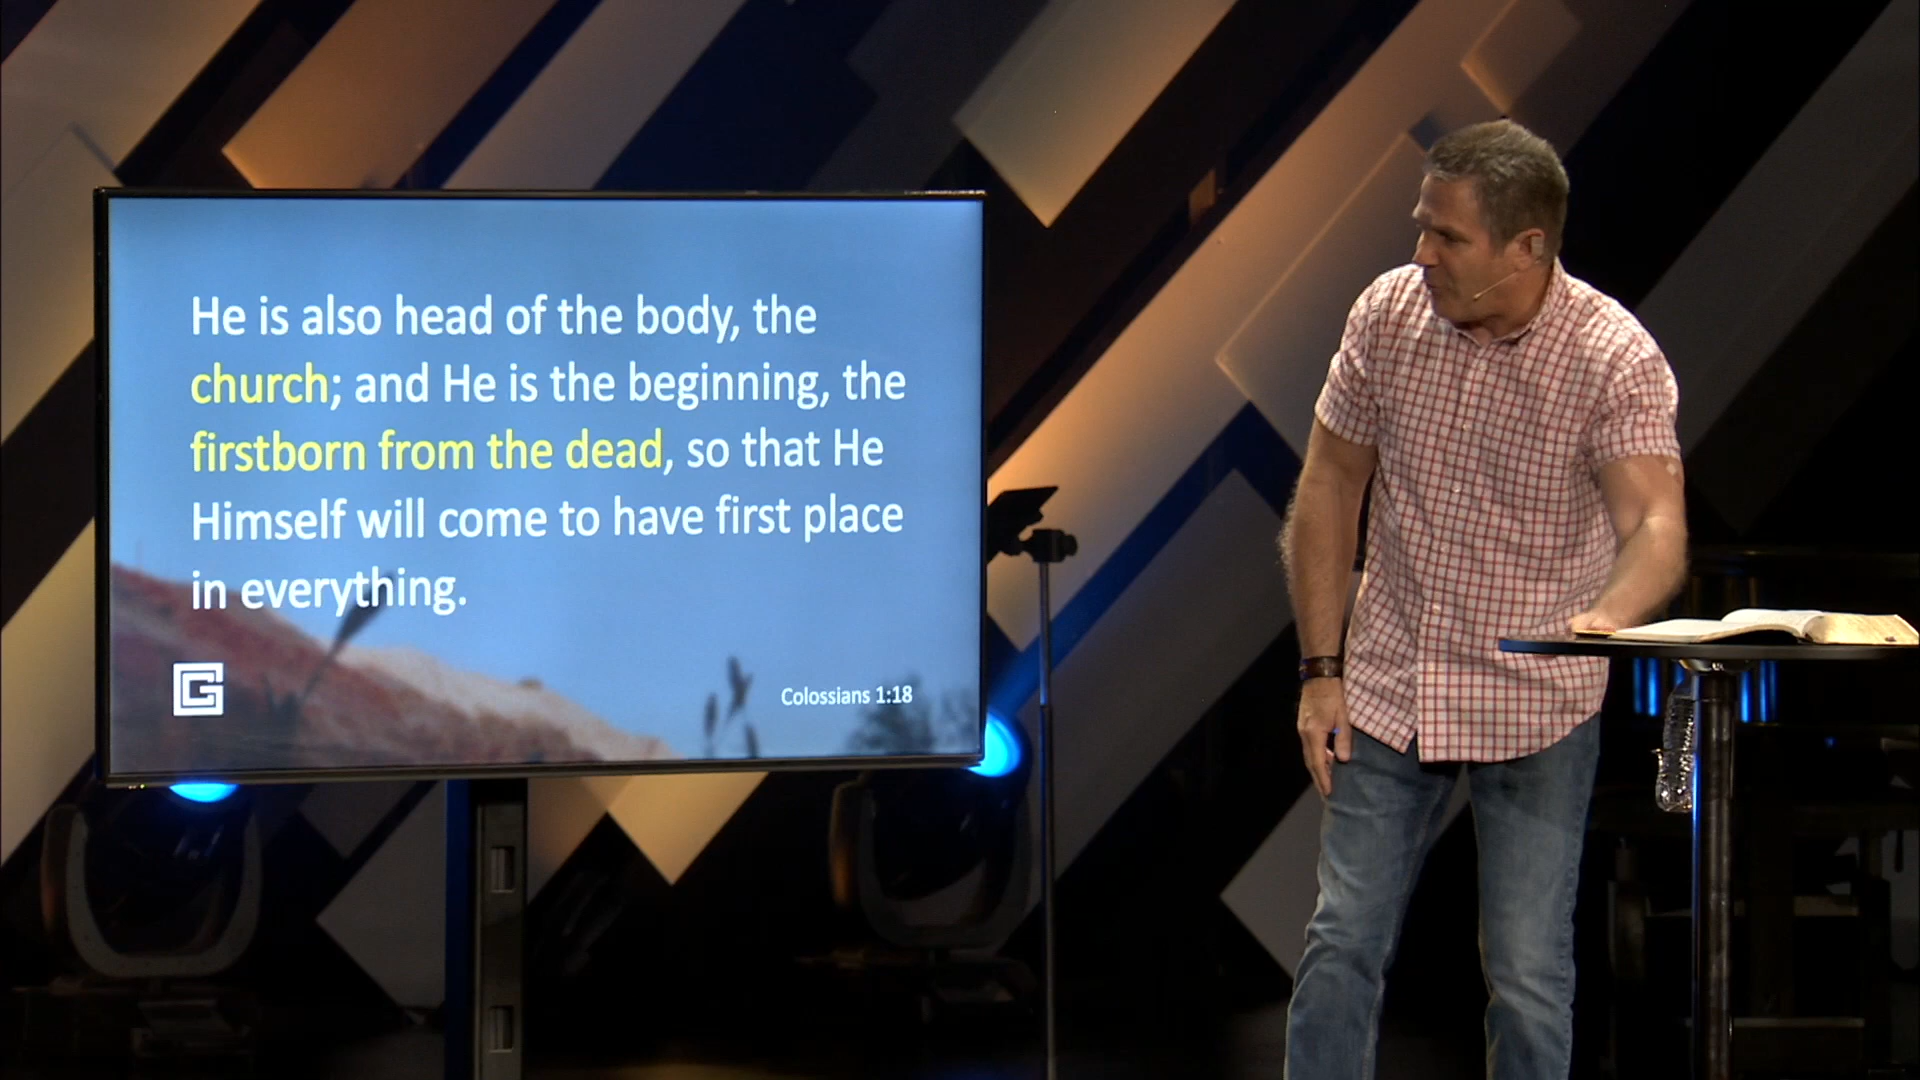 He is also head of the body, the
church; and He is the beginning, the
firstborn from the dead, so that He
Himself will come to have first place
in everything.
Colossians 1:18